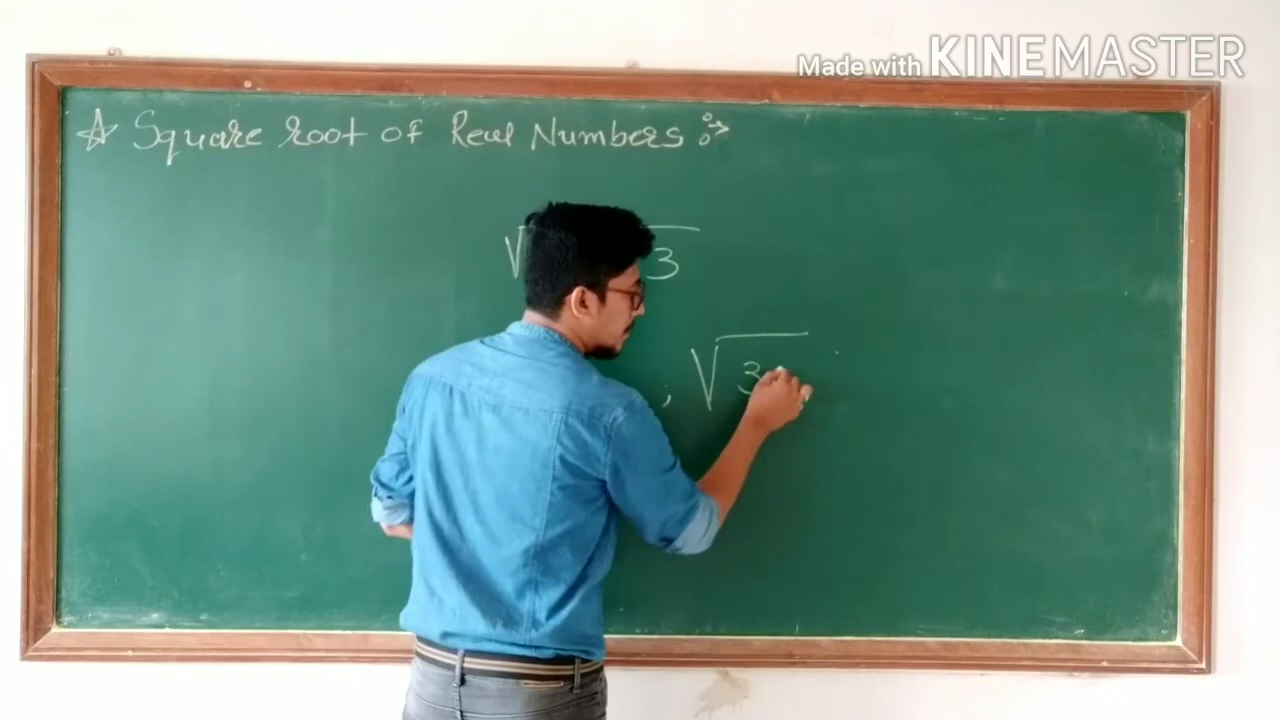 Made with KINEMASTER
☆ Square root of Real Numbers :→
√ 3
; √3